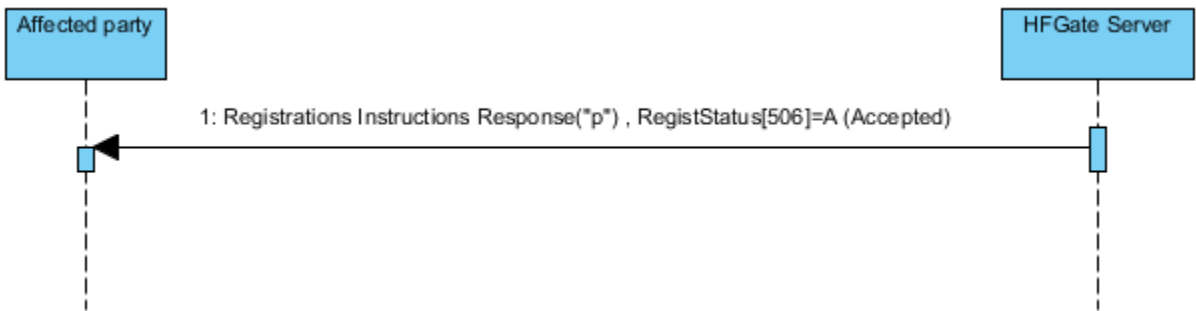 Affected party
HFGate Server
1: Registrations Instructions Response("p") , RegistStatus[506]=A (Accepted)